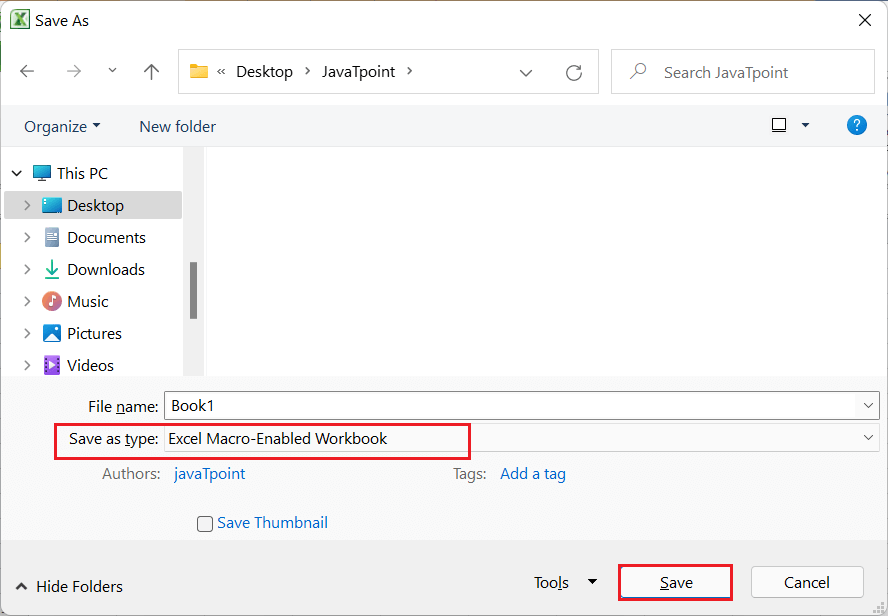 Save As
« Desktop > JavaTpoint >
Search JavaTpoint
Organize
New folder
?
This PC
Desktop
Documents
Downloads
Music
Pictures
Videos
File name: Book1
Save as type: Excel Macro-Enabled Workbook
Authors: javaTpoint
Tags: Add a tag
Save Thumbnail
Hide Folders
Tools
Save
Cancel